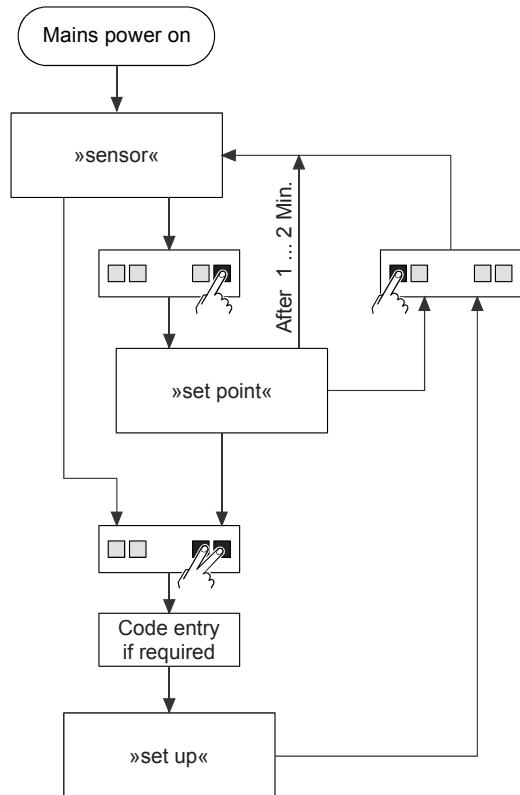 Mains power on
»sensor«
After 1 ... 2 Min.
»set point«
Code entry
if required
»set up«